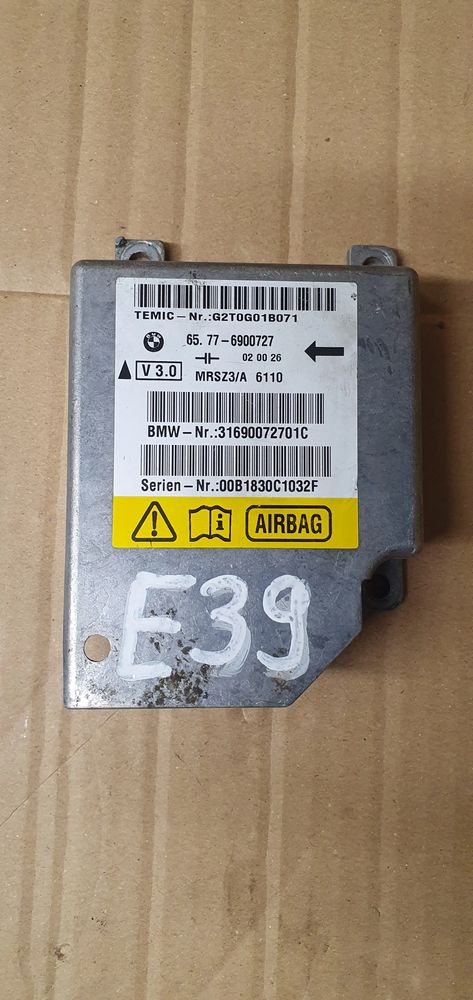 TEMIC-Nr.:G2T0G01B071
65. 77-6900727
02 00 26
V 3.0 MRSZ3/A 6110
BMW-Nr.:31690072701C
Serien-Nr.:00B1830C1032F
i AIRBAG
E39